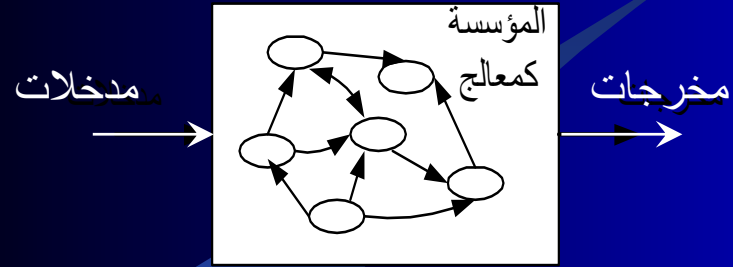 المؤسسة
كمعالج
مخرجات
مدخلات